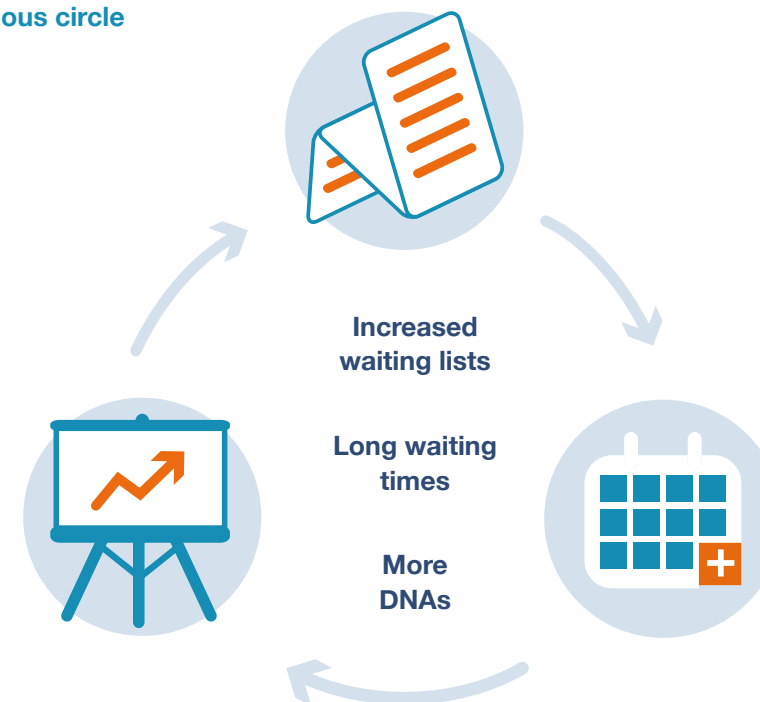 ous circle
Increased
waiting lists
Long waiting
times
More
DNAs